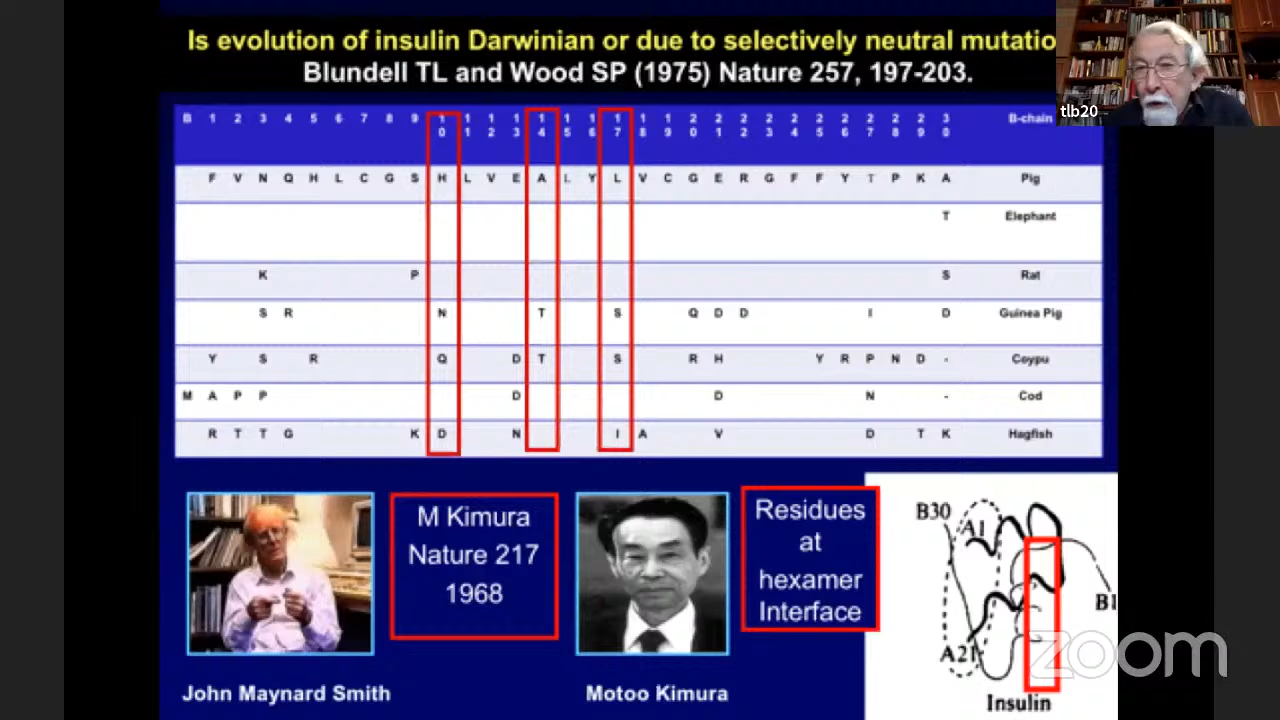 Is evolution of insulin Darwinian or due to selectively neutral mutatio
Blundell TL and Wood SP (1975) Nature 257, 197-203.
tlb20
B 1 2 3 4 5 6 7 8 9 10 11 12 13 14 15 16 17 18 19 20 21 22 23 24 25 26 27 28 29 30 B-chain
F V N Q H L C G S H L V E A L Y L V C G E R G F F Y T P K A Pig
T Elephant
K P S Rat
S R N T S Q D D I D Guinea Pig
Y S R Q D T S R H Y R P N D - Coypu
M A P P D D N - Cod
R T T G K D N I A V D T K Hagfish
M Kimura
Nature 217
1968
Residues
at
hexamer
Interface
John Maynard Smith
Motoo Kimura
B30
A1
B1
A21
Insulin
zoom